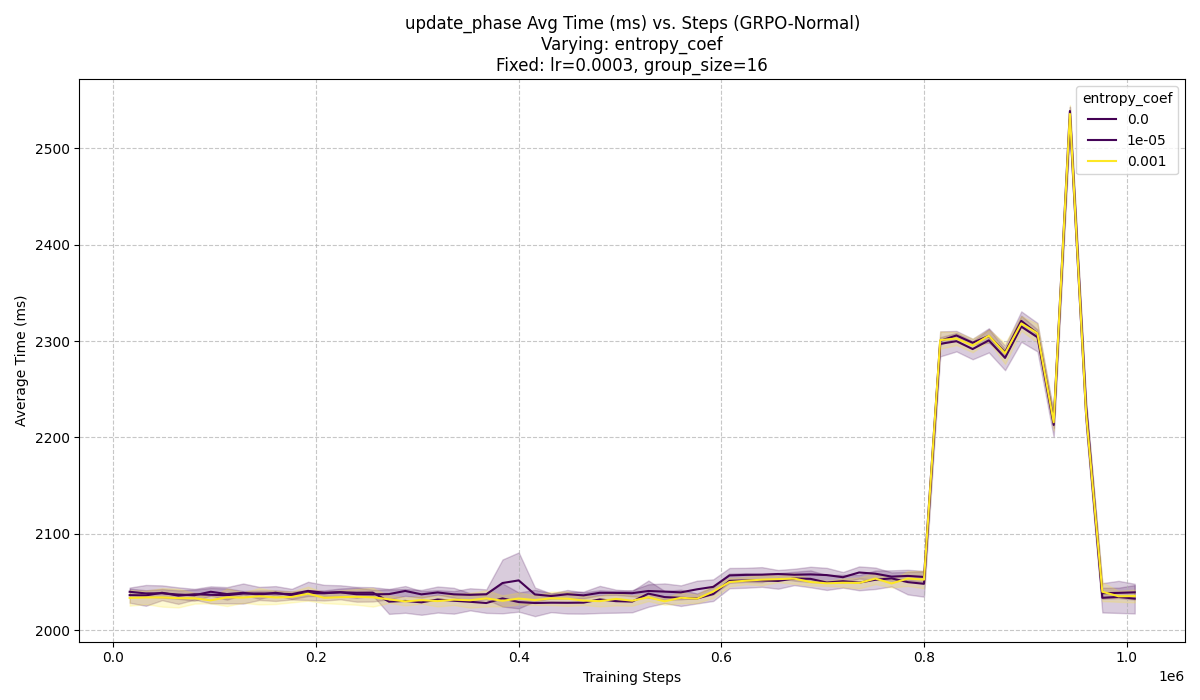 update_phase Avg Time (ms) vs. Steps (GRPO-Normal)
Varying: entropy_coef
Fixed: lr=0.0003, group_size=16
entropy_coef
0.0
1e-05
0.001
Average Time (ms)
2500
2400
2300
2200
2100
2000
0.0
0.2
0.4
0.6
0.8
1.0
1e6
Training Steps